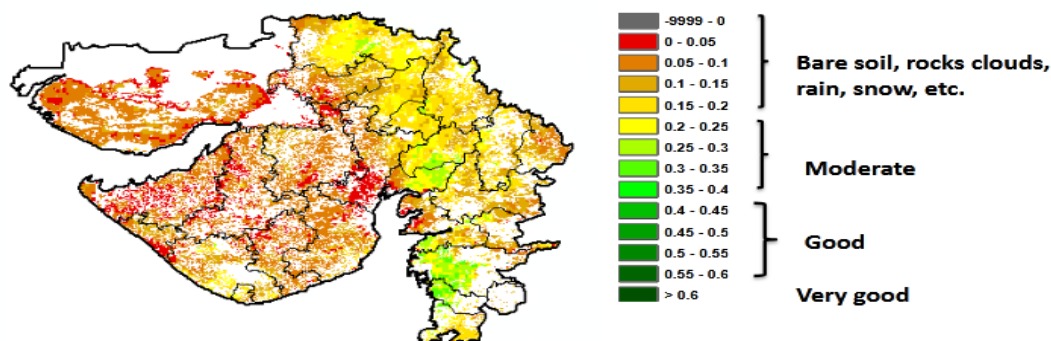 -9999 - 0
0 - 0.05
0.05 - 0.1
0.1 - 0.15
0.15 - 0.2
0.2 - 0.25
0.25 - 0.3
0.3 - 0.35
0.35 - 0.4
0.4 - 0.45
0.45 - 0.5
0.5 - 0.55
0.55 - 0.6
> 0.6
Bare soil, rocks clouds,
rain, snow, etc.
Moderate
Good
Very good